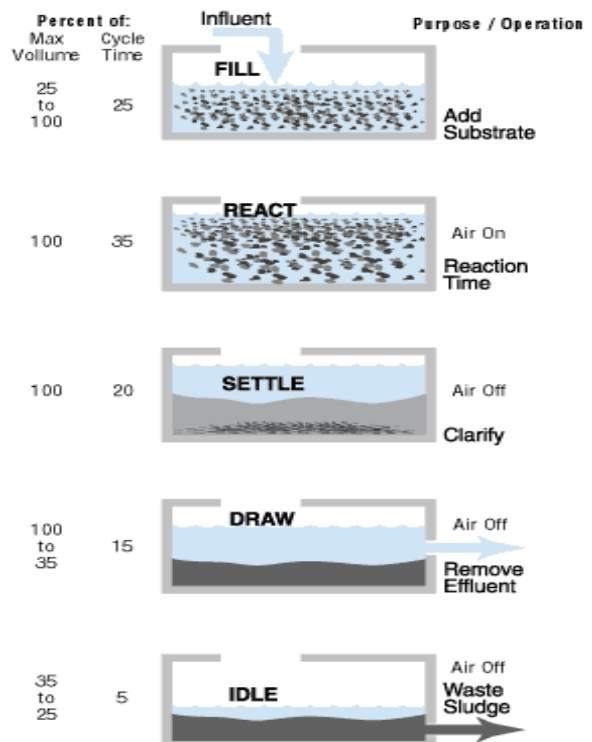 Percent of:
Max
Vollume
Cycle
Time
Influent
Purpose / Operation
25
to
100
25
FILL
Add
Substrate
100
35
REACT
Air On
Reaction
Time
100
20
SETTLE
Air Off
Clarify
100
to
35
15
DRAW
Air Off
Remove
Effluent
35
to
25
5
IDLE
Air Off
Waste
Sludge